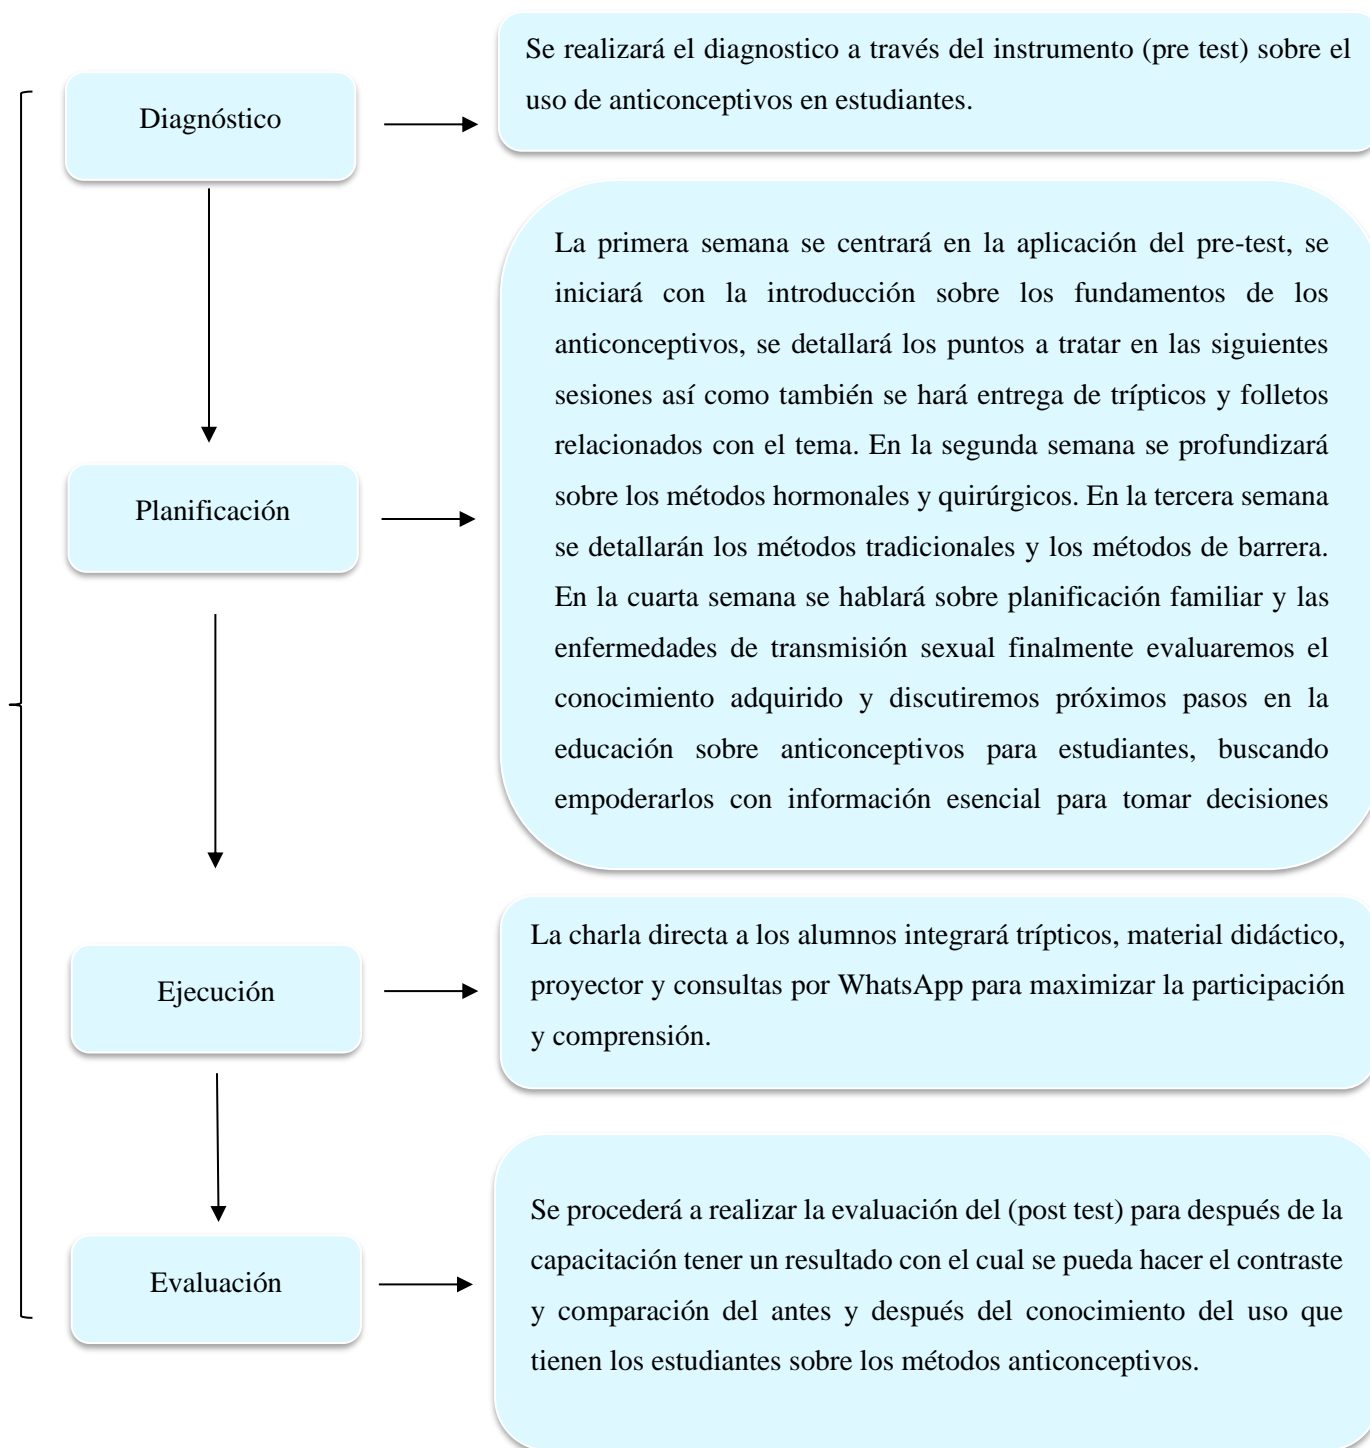 Diagnóstico
Se realizará el diagnostico a través del instrumento (pre test) sobre el
uso de anticonceptivos en estudiantes.
Planificación
La primera semana se centrará en la aplicación del pre-test, se
iniciará con la introducción sobre los fundamentos de los
anticonceptivos, se detallará los puntos a tratar en las siguientes
sesiones así como también se hará entrega de trípticos y folletos
relacionados con el tema. En la segunda semana se profundizará
sobre los métodos hormonales y quirúrgicos. En la tercera semana
se detallarán los métodos tradicionales y los métodos de barrera.
En la cuarta semana se hablará sobre planificación familiar y las
enfermedades de transmisión sexual finalmente evaluaremos el
conocimiento adquirido y discutiremos próximos pasos en la
educación sobre anticonceptivos para estudiantes, buscando
empoderarlos con información esencial para tomar decisiones
Ejecución
La charla directa a los alumnos integrará trípticos, material didáctico,
proyector y consultas por WhatsApp para maximizar la participación
y comprensión.
Evaluación
Se procederá a realizar la evaluación del (post test) para después de la
capacitación tener un resultado con el cual se pueda hacer el contraste
y comparación del antes y después del conocimiento del uso que
tienen los estudiantes sobre los métodos anticonceptivos.